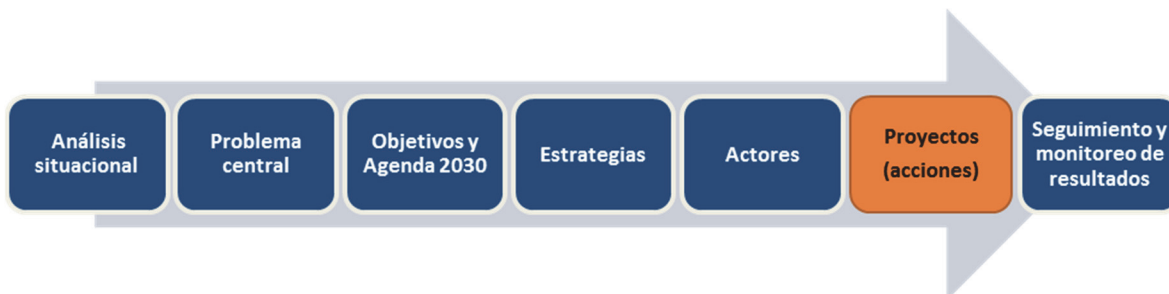 Análisis
situacional
Problema
central
Objetivos y
Agenda 2030
Estrategias
Actores
Proyectos
(acciones)
Seguimiento y
monitoreo de
resultados